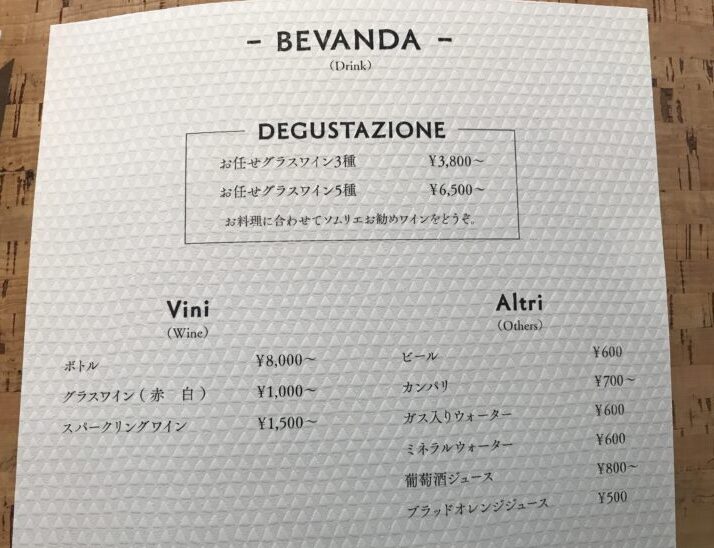 – BEVANDA –
(Drink)
DEGUSTAZIONE
お任せグラスワイン3種 ¥3,800〜
お任せグラスワイン5種 ¥6,500〜
お料理に合わせてソムリエお勧めワインをどうぞ。
Vini
(Wine)
ボトル ¥8,000〜
グラスワイン(赤 白) ¥1,000〜
スパークリングワイン ¥1,500〜
Altri
(Others)
ビール ¥600
カンパリ ¥700〜
ガス入りウォーター ¥600
ミネラルウォーター ¥600
葡萄酒ジュース ¥800〜
ブラッドオレンジジュース ¥500